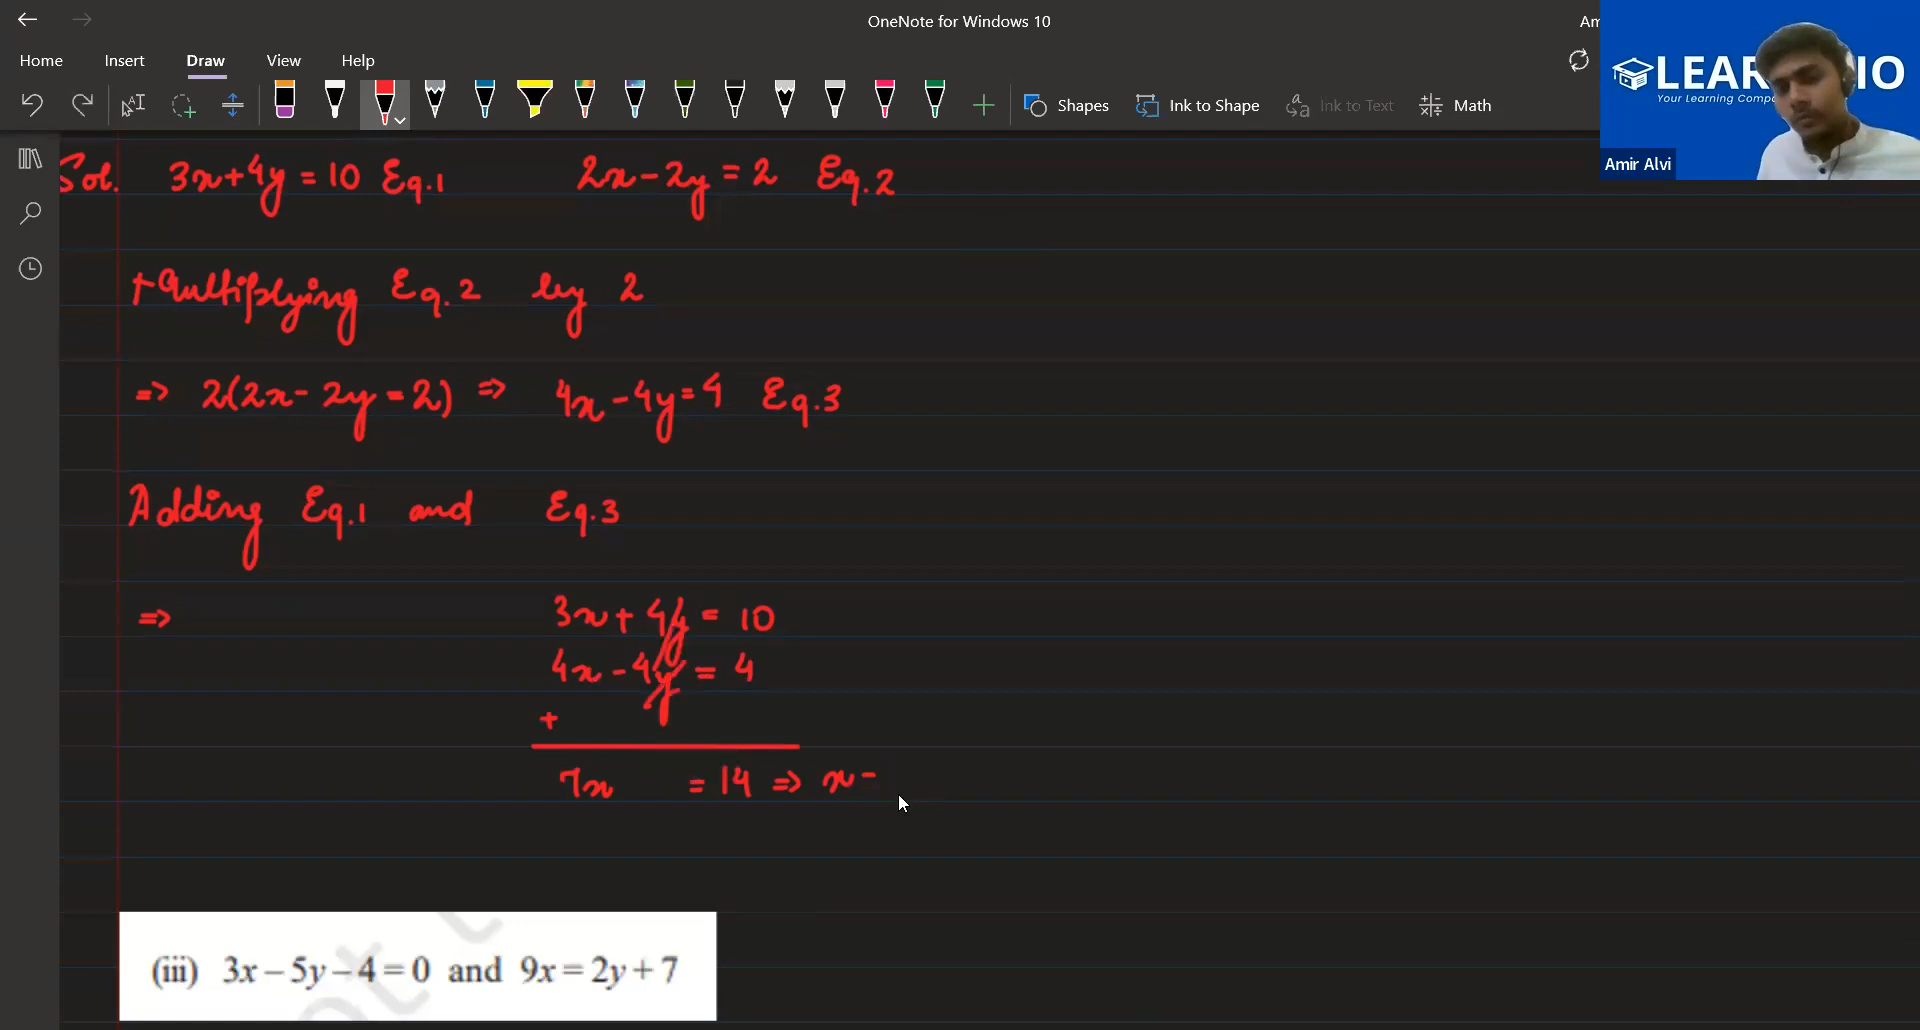 OneNote for Windows 10
Am
Home Insert Draw View Help
Shapes Ink to Shape Ink to Text Math
LEAR IO
Your Learning Compa
Amir Alvi
Sol. 3x+4y = 10 Eq.1 2x-2y = 2 Eq.2
Multiplying Eq.2 by 2
=> 2(2x-2y=2) => 4x-4y=4 Eq.3
Adding Eq.1 and Eq.3
=> 3x+4y = 10
4x-4y = 4
+
7x = 14 => x -
(iii) 3x – 5y – 4 = 0 and 9x = 2y + 7